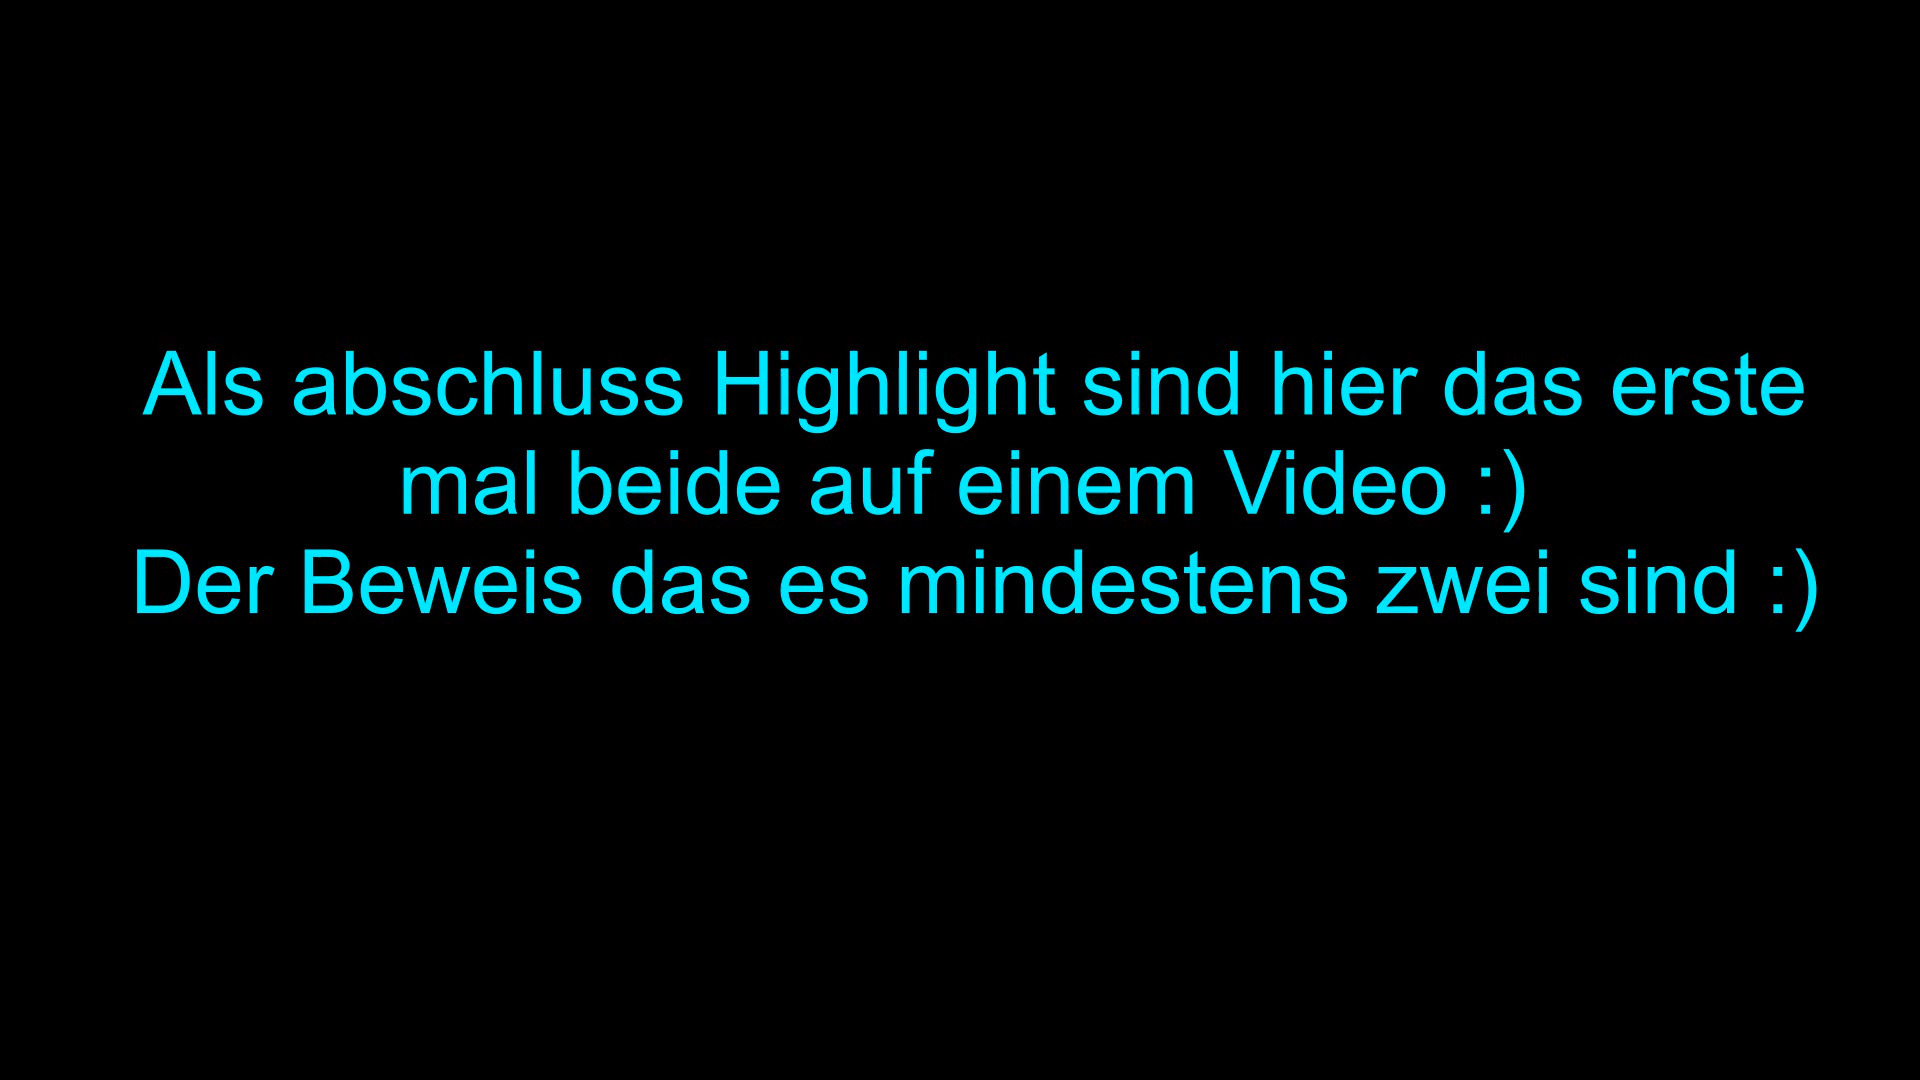 Als abschluss Highlight sind hier das erste
mal beide auf einem Video :)
Der Beweis das es mindestens zwei sind :)